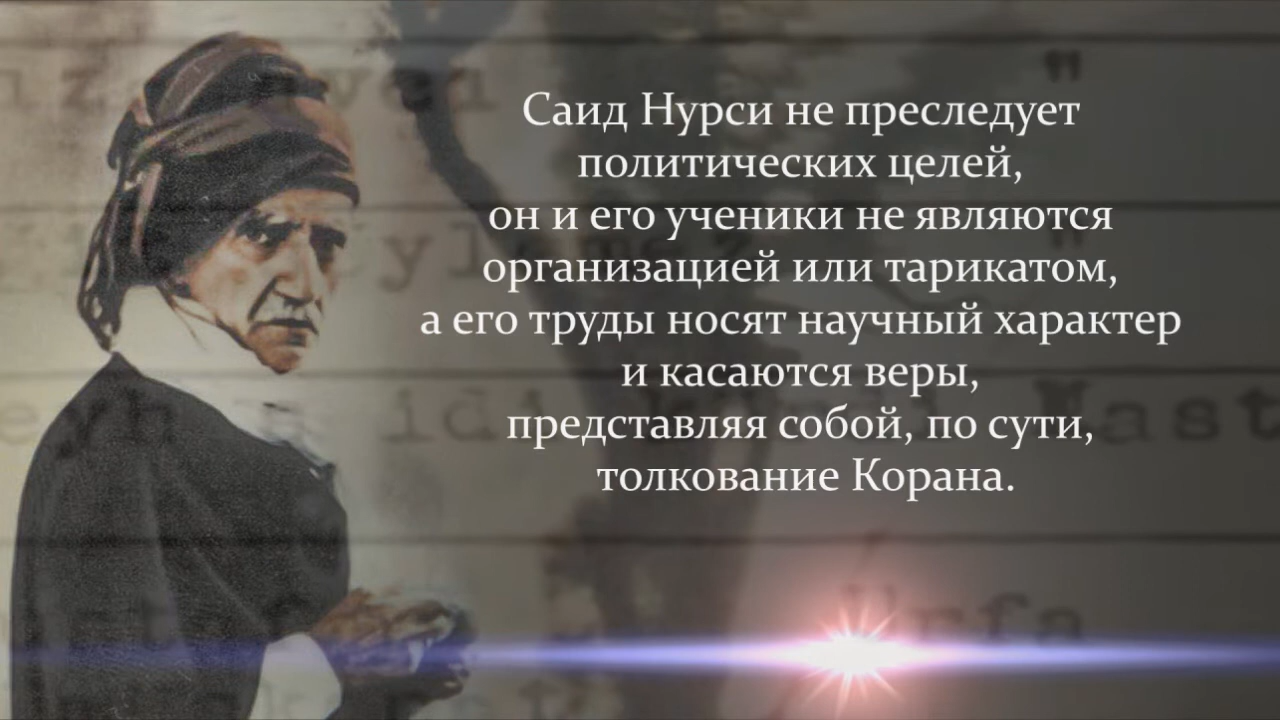 Саид Нурси не преследует
политических целей,
он и его ученики не являются
организацией или тарикатом,
а его труды носят научный характер
и касаются веры,
представляя собой, по сути,
толкование Корана.
Urfa